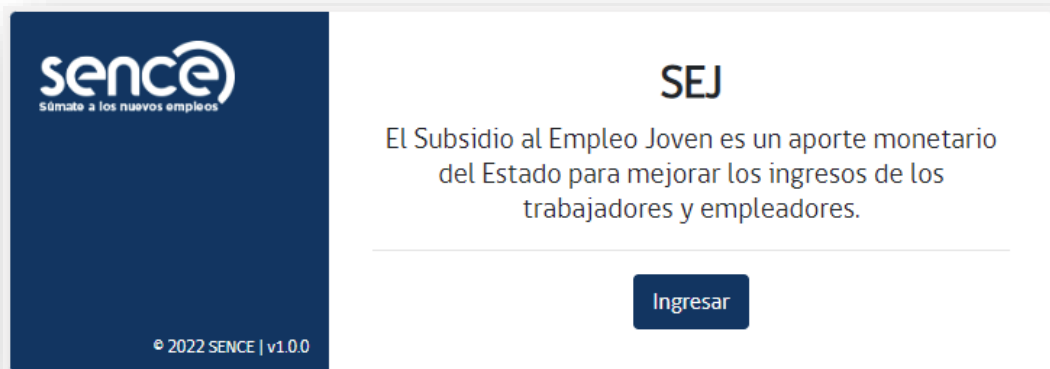 sence
Súmate a los nuevos empleos
© 2022 SENCE | v1.0.0
SEJ
El Subsidio al Empleo Joven es un aporte monetario
del Estado para mejorar los ingresos de los
trabajadores y empleadores.
Ingresar